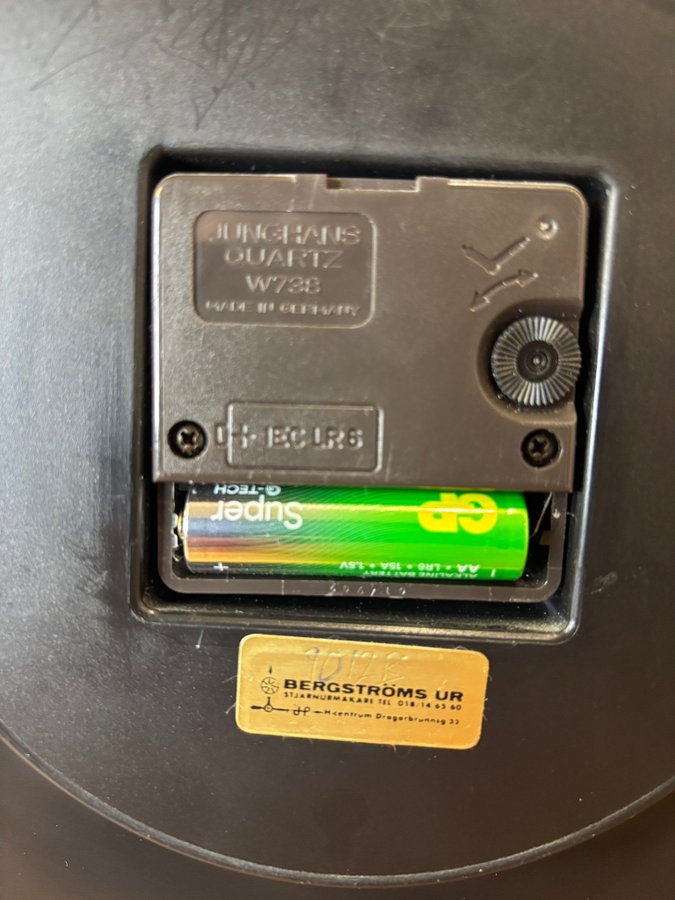 JUNGHANS
QUARTZ
W738
MADE IN GERMANY
+ IEC LR6
GP
Super
G-TECH
ALKALINE BATTERY
AA • LR6 • 15A • 1.5V
+
BERGSTRÖMS UR
STJÄRNURMAKARE TEL 018/14 65 60
H-centrum Dragarbrunnsg 33